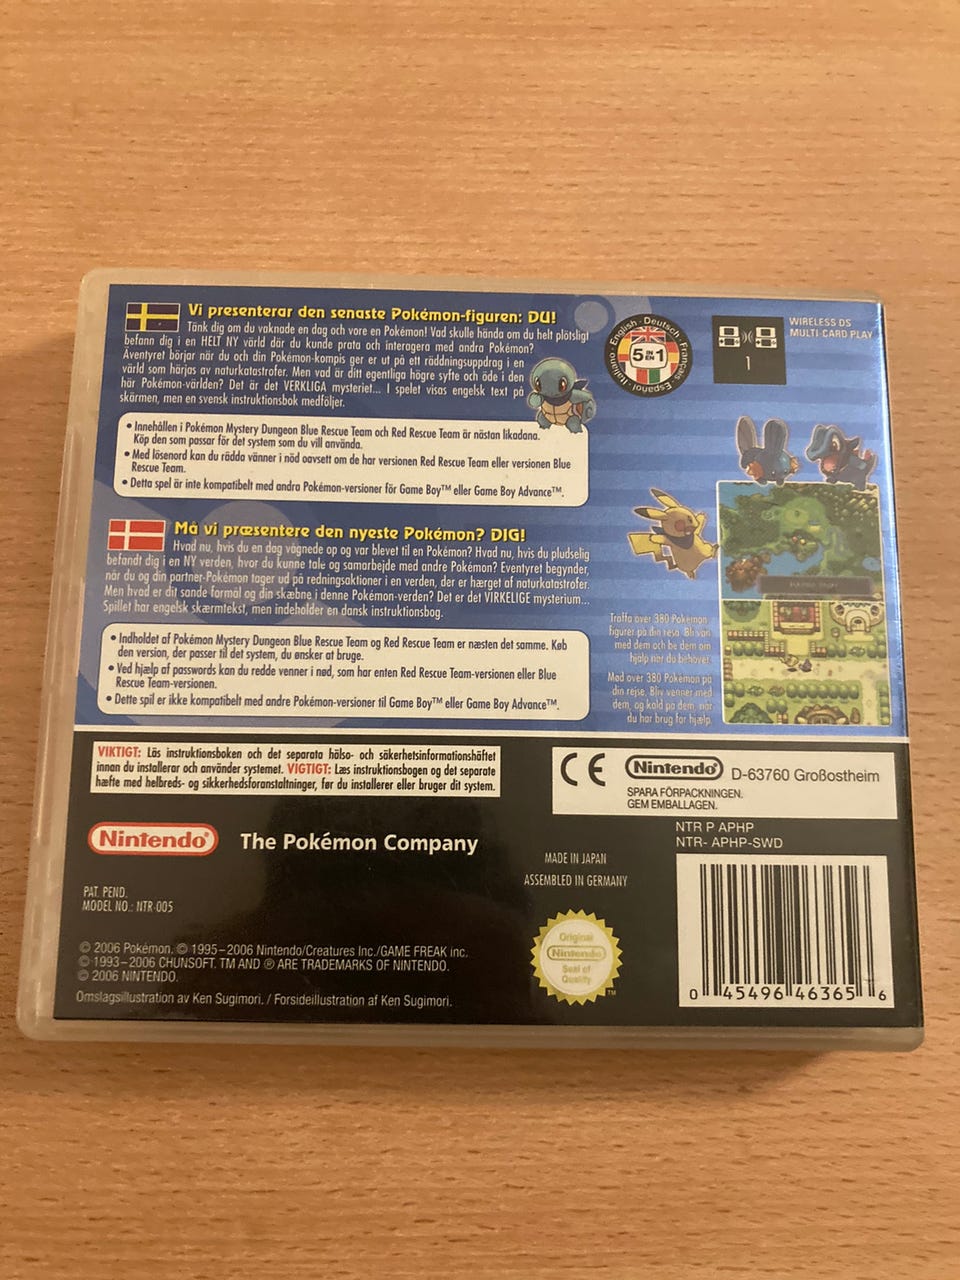 Vi presenterar den senaste Pokémon-figuren: DU!
Tänk dig om du vaknade en dag och vore en Pokémon! Vad skulle hända om du helt plötsligt
befann dig i en HELT NY värld där du kunde prata och interagera med andra Pokémon?
Äventyret börjar när du och din Pokémon-kompis ger er ut på ett räddningsuppdrag i en
värld som härjas av naturkatastrofer. Men vad är ditt egentliga högre syfte och öde i den
här Pokémon-världen? Det är det VERKLIGA mysteriet... I spelet visas engelsk text på
skärmen, men en svensk instruktionsbok medföljer.
• Innehållen i Pokémon Mystery Dungeon Blue Rescue Team och Red Rescue Team är nästan likadana.
Köp den som passar för det system som du vill använda.
• Med lösenord kan du rädda vänner i nöd oavsett om de har versionen Red Rescue Team eller versionen Blue
Rescue Team.
• Detta spel är inte kompatibelt med andra Pokémon-versioner för Game Boy™ eller Game Boy Advance™.
Må vi præsentere den nyeste Pokémon? DIG!
Hvad nu, hvis du en dag vågnede op og var blevet til en Pokémon? Hvad nu, hvis du pludselig
befandt dig i en NY verden, hvor du kunne tale og samarbejde med andre Pokémon? Eventyret begynder,
når du og din partner-Pokémon tager ud på redningsaktioner i en verden, der er hærget af naturkatastrofer.
Men hvad er dit sande formål og din skæbne i denne Pokémon-verden? Det er det VIRKELIGE mysterium...
Spillet har engelsk skærmtekst, men indeholder en dansk instruktionsbog.
• Indholdet af Pokémon Mystery Dungeon Blue Rescue Team og Red Rescue Team er næsten det samme. Køb
den version, der passer til det system, du ønsker at bruge.
• Ved hjælp af passwords kan du redde venner i nød, som har enten Red Rescue Team-versionen eller Blue
Rescue Team-versionen.
• Dette spil er ikke kompatibelt med andre Pokémon-versioner til Game Boy™ eller Game Boy Advance™.
English · Deutsch · Français · Español · Italiano
5 IN EN 1
1
WIRELESS DS
MULTI-CARD PLAY
Träffa över 380 Pokémon-
figurer på din resa. Bli vän
med dem och be dem om
hjälp när du behöver.
Mød over 380 Pokémon på
din rejse. Bliv venner med
dem, og kald på dem, når
du har brug for hjælp.
VIKTIGT: Läs instruktionsboken och det separata hälso- och säkerhetsinformationshäftet
innan du installerar och använder systemet. VIGTIGT: Læs instruktionsbogen og det separate
hæfte med helbreds- og sikkerhedsforanstaltninger, før du installerer eller bruger dit system.
CE Nintendo® D-63760 Großostheim
SPARA FÖRPACKNINGEN.
GEM EMBALLAGEN.
Nintendo® The Pokémon Company
NTR P APHP
NTR- APHP-SWD
MADE IN JAPAN
ASSEMBLED IN GERMANY
PAT. PEND.
MODEL NO.: NTR-005
© 2006 Pokémon. © 1995–2006 Nintendo/Creatures Inc./GAME FREAK inc.
© 1993–2006 CHUNSOFT. TM AND ® ARE TRADEMARKS OF NINTENDO.
© 2006 NINTENDO.
Omslagsillustration av Ken Sugimori. / Forsideillustration af Ken Sugimori.
Original
Nintendo
Seal of
Quality
™
0 45496 46365 6